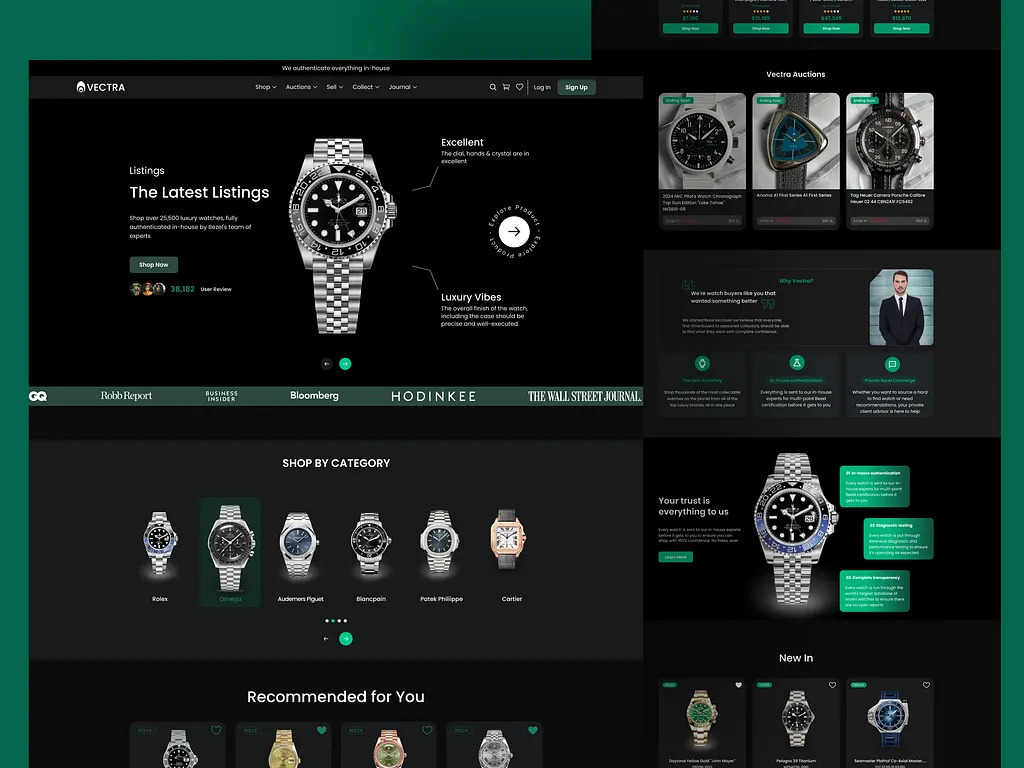 We authenticate everything in-house
VECTRA
Shop
Auctions
Sell
Collect
Journal
Log In
Sign Up
Listings
The Latest Listings
Shop over 25,500 luxury watches, fully
authenticated in-house by Bezel's team of
experts
Shop Now
38,182
User Review
Excellent
The dial, hands & crystal are in
excellent
Explore Product - Explore Product -
Luxury Vibes
The overall finish of the watch,
including the case should be
precise and well-executed.
GQ
Robb Report
BUSINESS
INSIDER
Bloomberg
HODINKEE
THE WALL STREET JOURNAL.
SHOP BY CATEGORY
Rolex
Omega
Audemers Piguet
Blancpain
Patek Philippe
Cartier
Recommended for You
ROLEX
ROLEX
ROLEX
ROLEX
$7,100
$15,195
$47,345
$12,070
Shop Now
Shop Now
Shop Now
Shop Now
Vectra Auctions
Ending Soon
Ending Soon
Ending Soon
2024 IWC Pilot's Watch Chronograph
Top Gun Edition "Lake Tahoe"
IW3891-05
Anoma A1 First Series A1 First Series
Tag Heuer Carrera Porsche Calibre
Heuer 02 44 CBN2A1F.FC6492
Why Vectra?
We're watch buyers like you that
wanted something better
We started Bezel because we believe that everyone,
first-time buyers to seasoned collectors, should be able
to find what they want with complete confidence.
The best inventory
Shop thousands of the most collectable
watches on the planet from all of the
top luxury brands, all in one place
In-house authentication
Everything is sent to our in-house
experts for multi-point Bezel
certification before it gets to you
Private Bezel Concierge
Whether you want to source a hard
to find watch or need
recommendations, your private
client advisor is here to help
Your trust is
everything to us
Every watch is sent to our in-house experts
before it gets to you to ensure you can
shop with 100% confidence. No fakes, ever.
Learn More
01 In-house authentication
Every watch is sent to our in-
house experts for multi-point
Bezel certification before it
gets to you
02 Diagnostic testing
Every watch is put through
extensive diagnostic and
performance testing to ensure
it's operating as expected
03 Complete transparency
Every watch is run through the
world's largest database of
stolen watches to ensure there
are no open reports
New In
ROLEX
TUDOR
OMEGA
Daytona Yellow Gold "John Mayer"
Pelagos 39 Titanium
Seamaster PloProf Co-Axial Master...